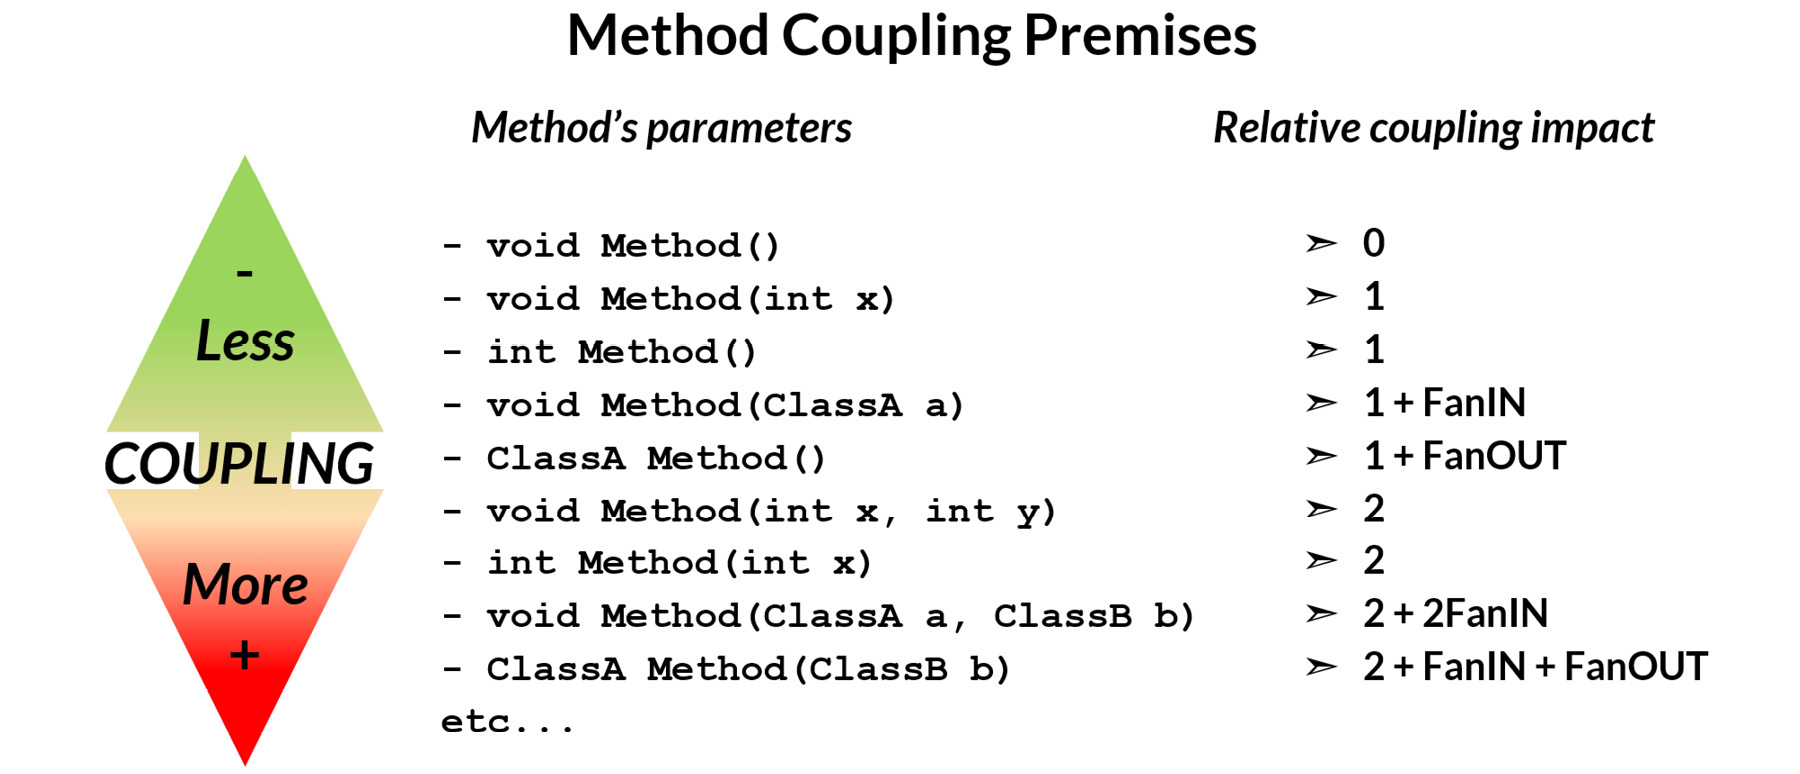 Method Coupling Premises
Method's parameters
Relative coupling impact
- void Method() ➣ 0
- void Method(int x) ➣ 1
- int Method() ➣ 1
- void Method(ClassA a) ➣ 1 + FanIN
- ClassA Method() ➣ 1 + FanOUT
- void Method(int x, int y) ➣ 2
- int Method(int x) ➣ 2
- void Method(ClassA a, ClassB b) ➣ 2 + 2FanIN
- ClassA Method(ClassB b) ➣ 2 + FanIN + FanOUT
etc...
-
Less
COUPLING
More
+